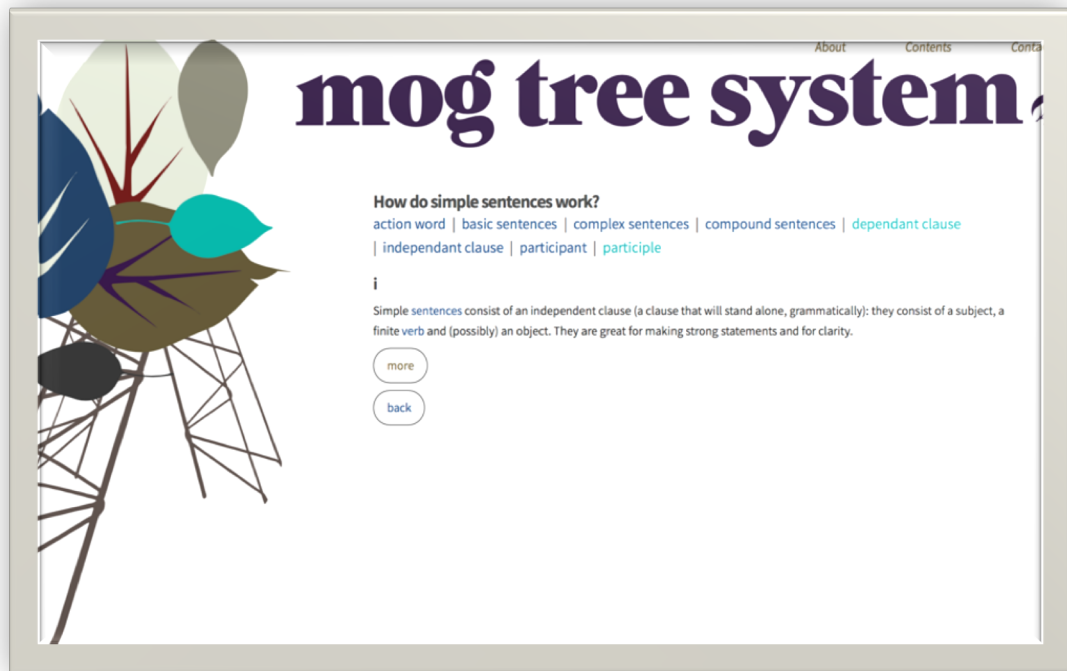 About Contents Conta
mog tree system
How do simple sentences work?
action word | basic sentences | complex sentences | compound sentences | dependant clause
| independant clause | participant | participle
i
Simple sentences consist of an independent clause (a clause that will stand alone, grammatically): they consist of a subject, a
finite verb and (possibly) an object. They are great for making strong statements and for clarity.
more
back